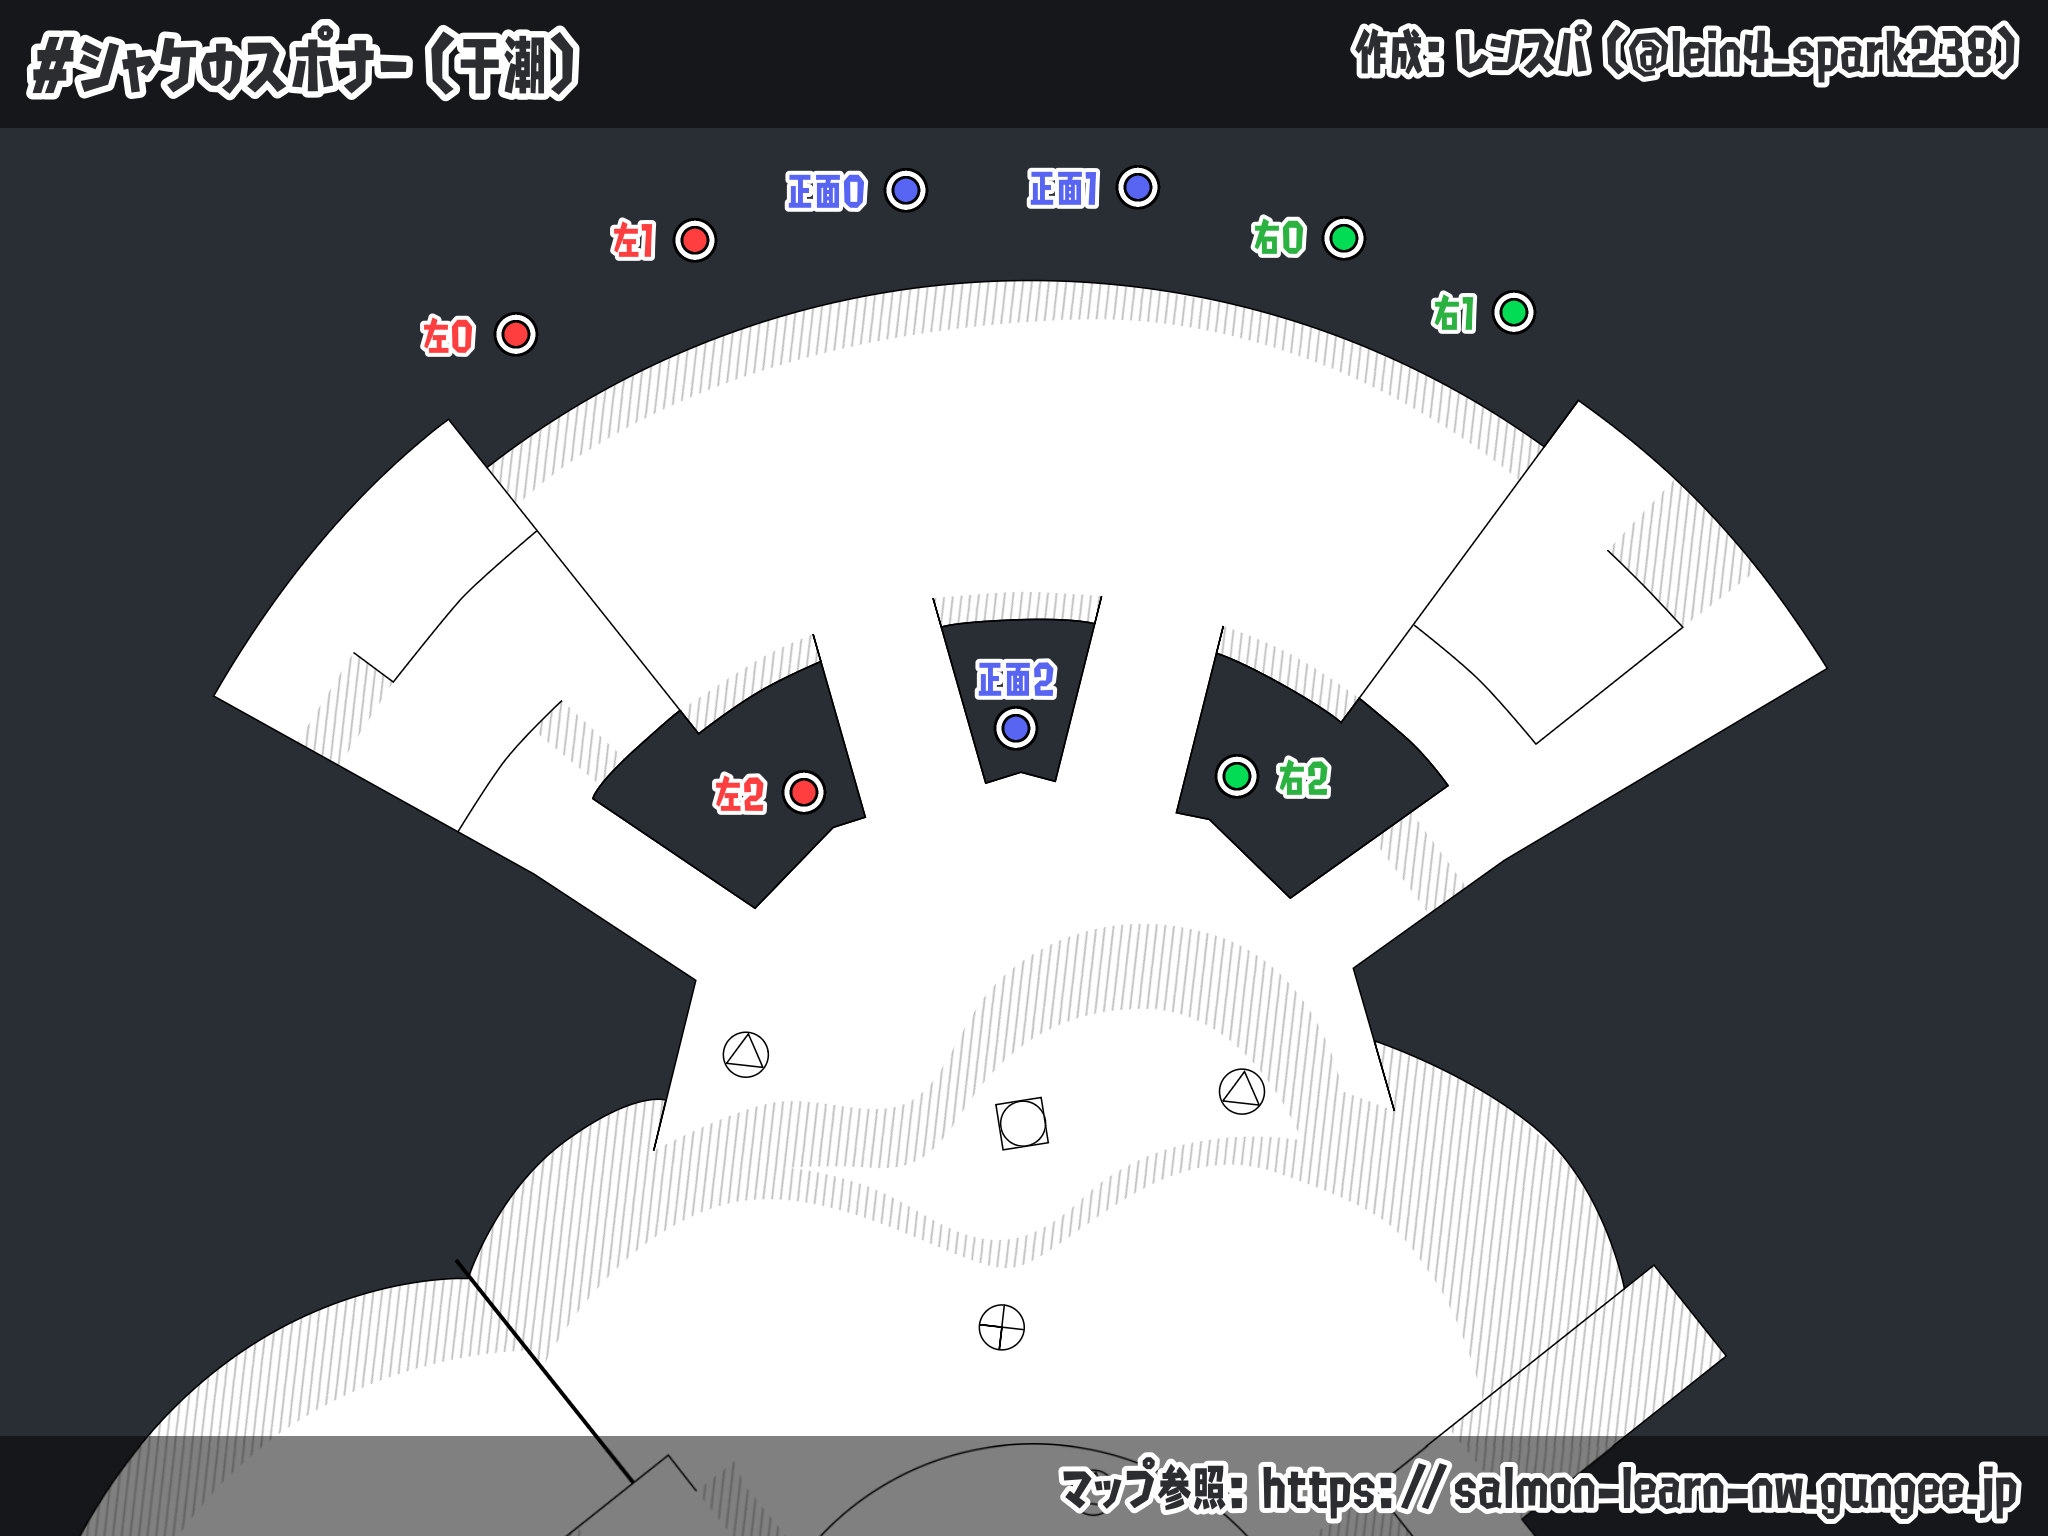 #シャケのスポナー(干潮)
作成: レンスパ (@lein4_spark238)
正面0
正面1
左1
右0
右1
左0
正面2
左2
右2
マップ参照: https://salmon-learn-nw.gungee.jp